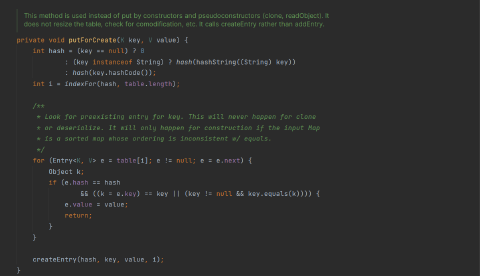 This method is used instead of put by constructors and pseudoconstructors (clone, readObject). It
does not resize the table, check for comodification, etc. It calls createEntry rather than addEntry.
private void putForCreate(K key, V value) {
int hash = (key == null) ? 0
: (key instanceof String) ? hash(hashString((String) key))
: hash(key.hashCode());
int i = indexFor(hash, table.length);
/**
* Look for preexisting entry for key. This will never happen for clone
* or deserialize. It will only happen for construction if the input Map
* is a sorted map whose ordering is inconsistent w/ equals.
*/
for (Entry<K, V> e = table[i]; e != null; e = e.next) {
Object k;
if (e.hash == hash
&& ((k = e.key) == key || (key != null && key.equals(k)))) {
e.value = value;
return;
}
}
createEntry(hash, key, value, i);
}